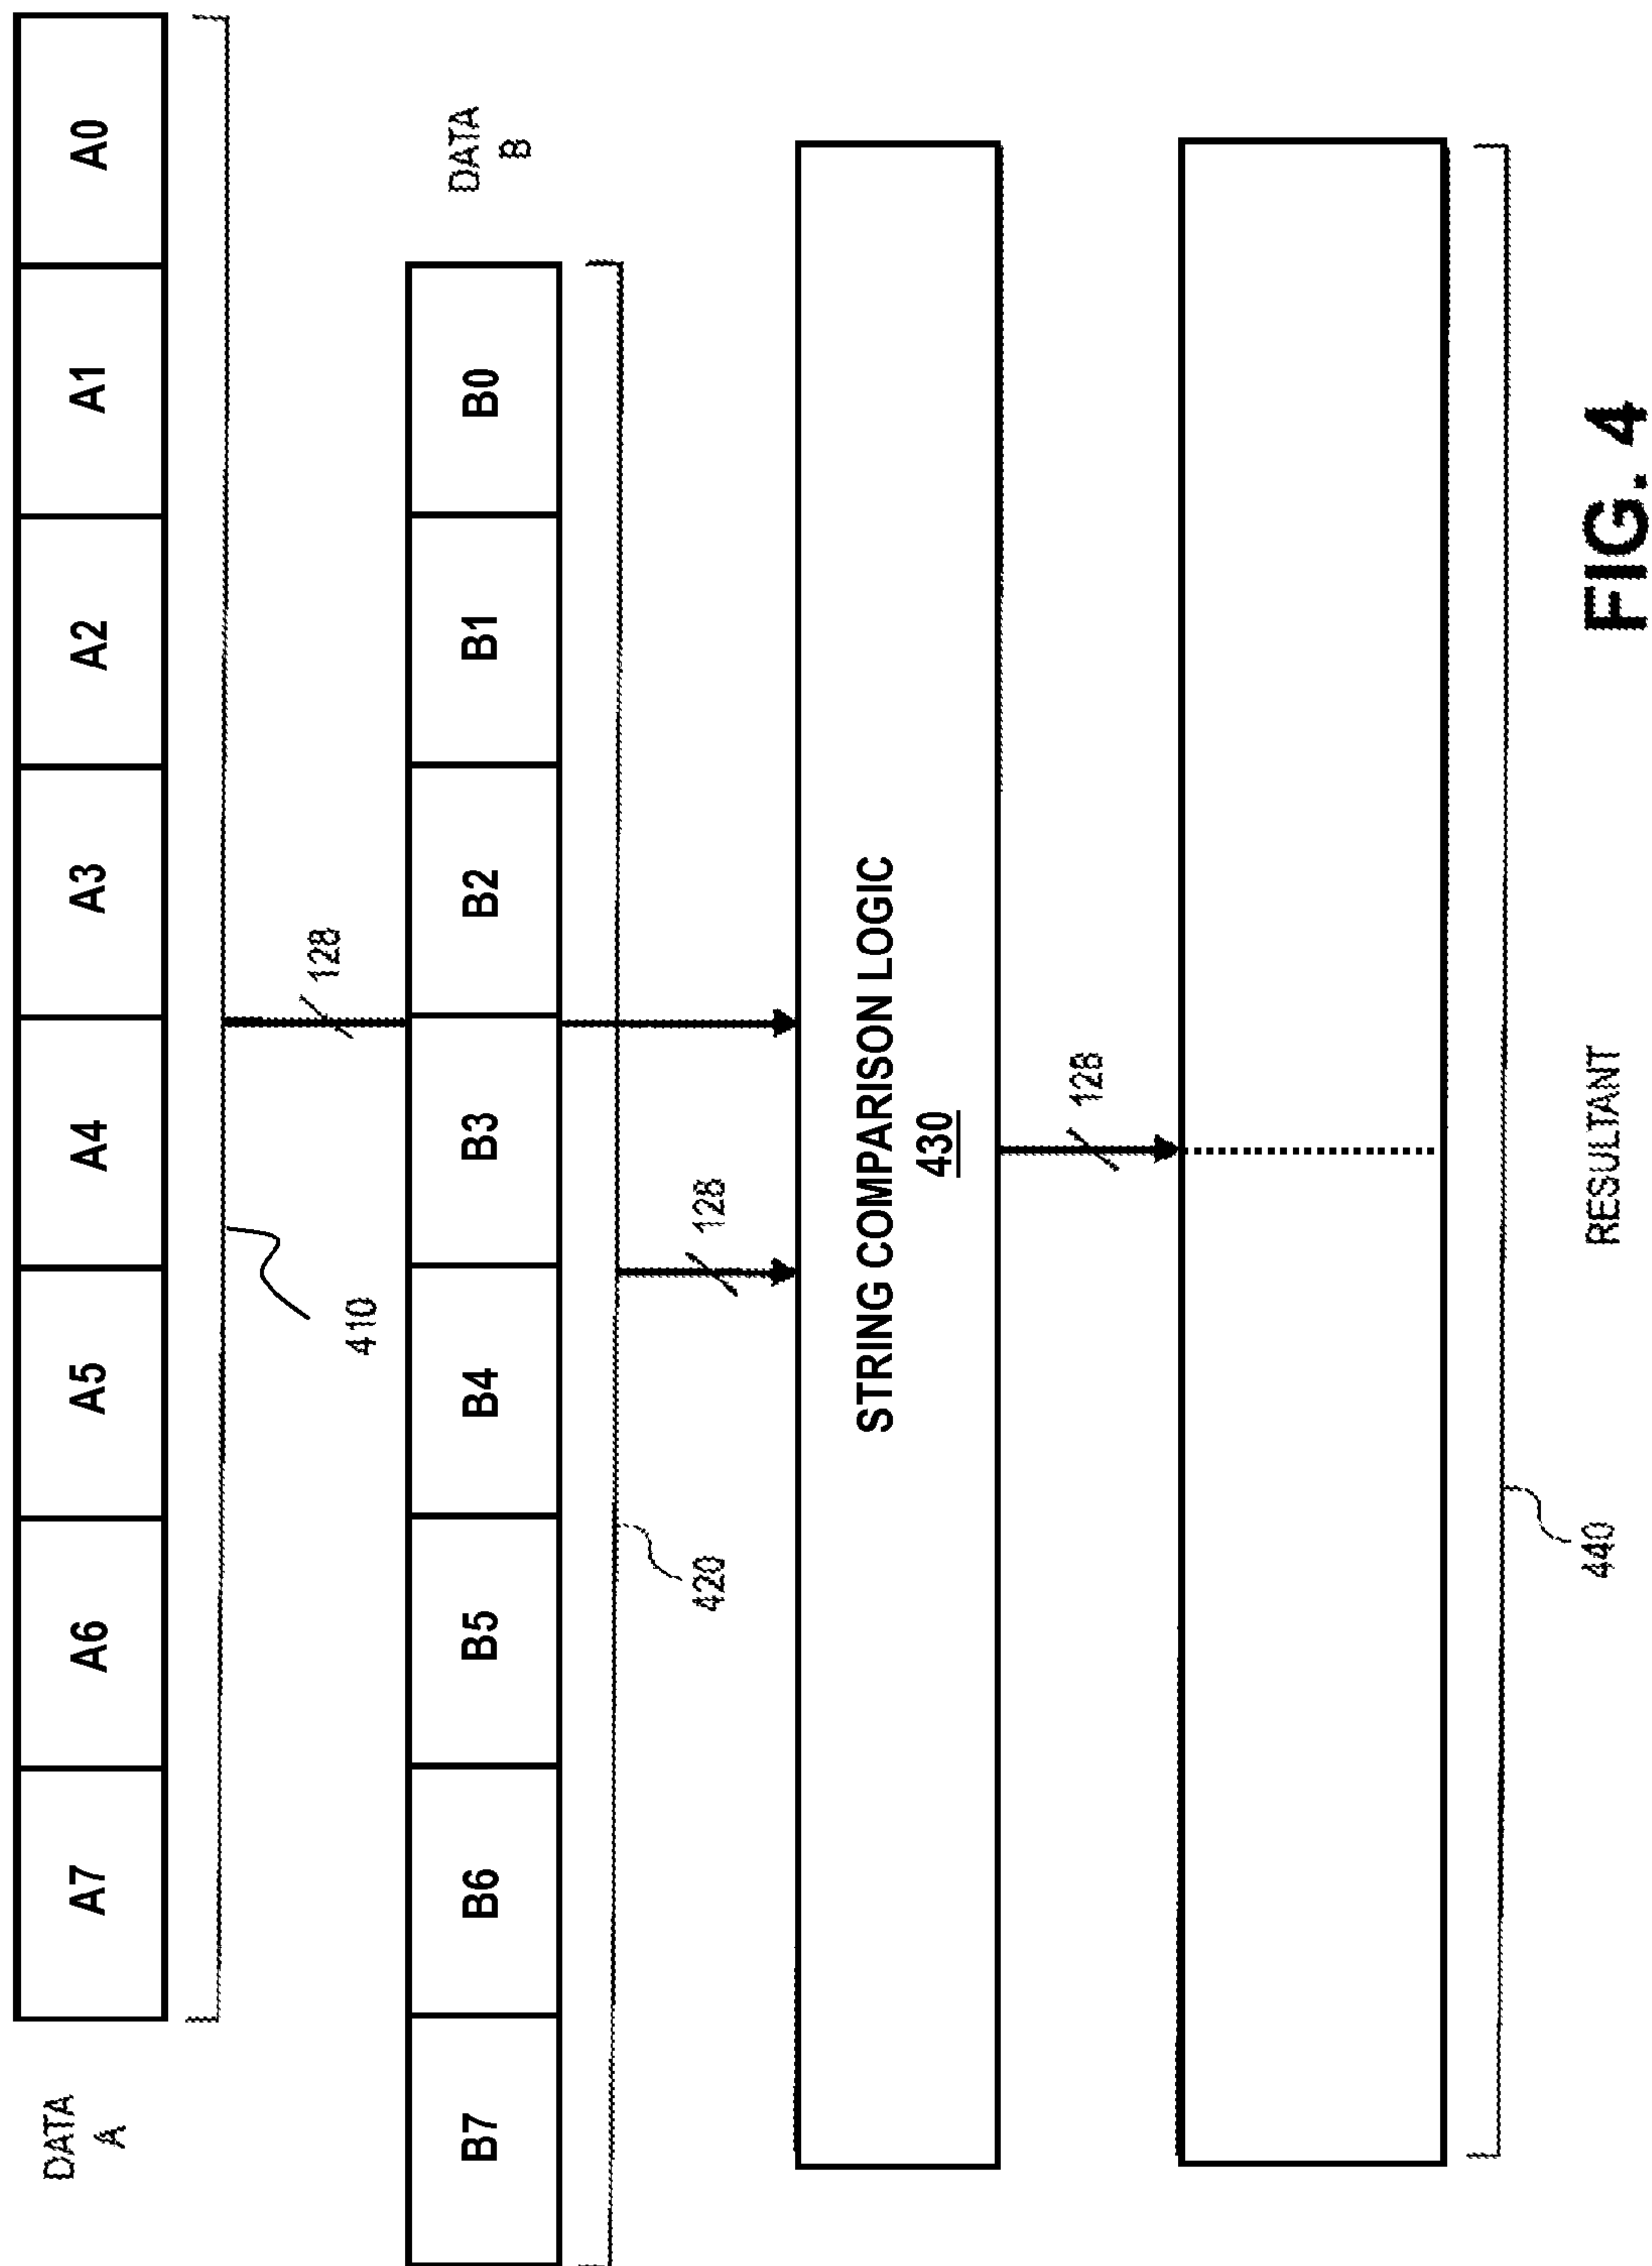 DATA
A
A7 A6 A5 A4 A3 A2 A1 A0
410
128
B7 B6 B5 B4 B3 B2 B1 B0
DATA
B
420
128
STRING COMPARISON LOGIC
430
128
440
RESULTANT
FIG. 4